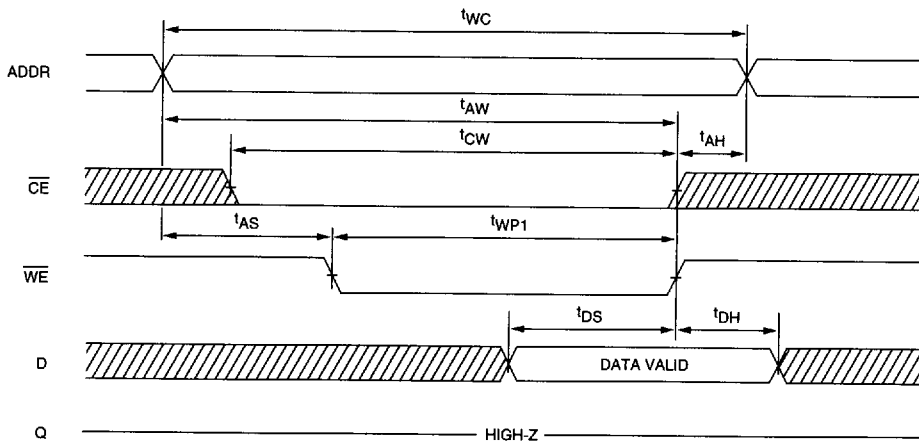 tWC
ADDR
tAW
tCW
tAH
CE
tAS
tWP1
WE
tDS
tDH
D
DATA VALID
Q
HIGH-Z